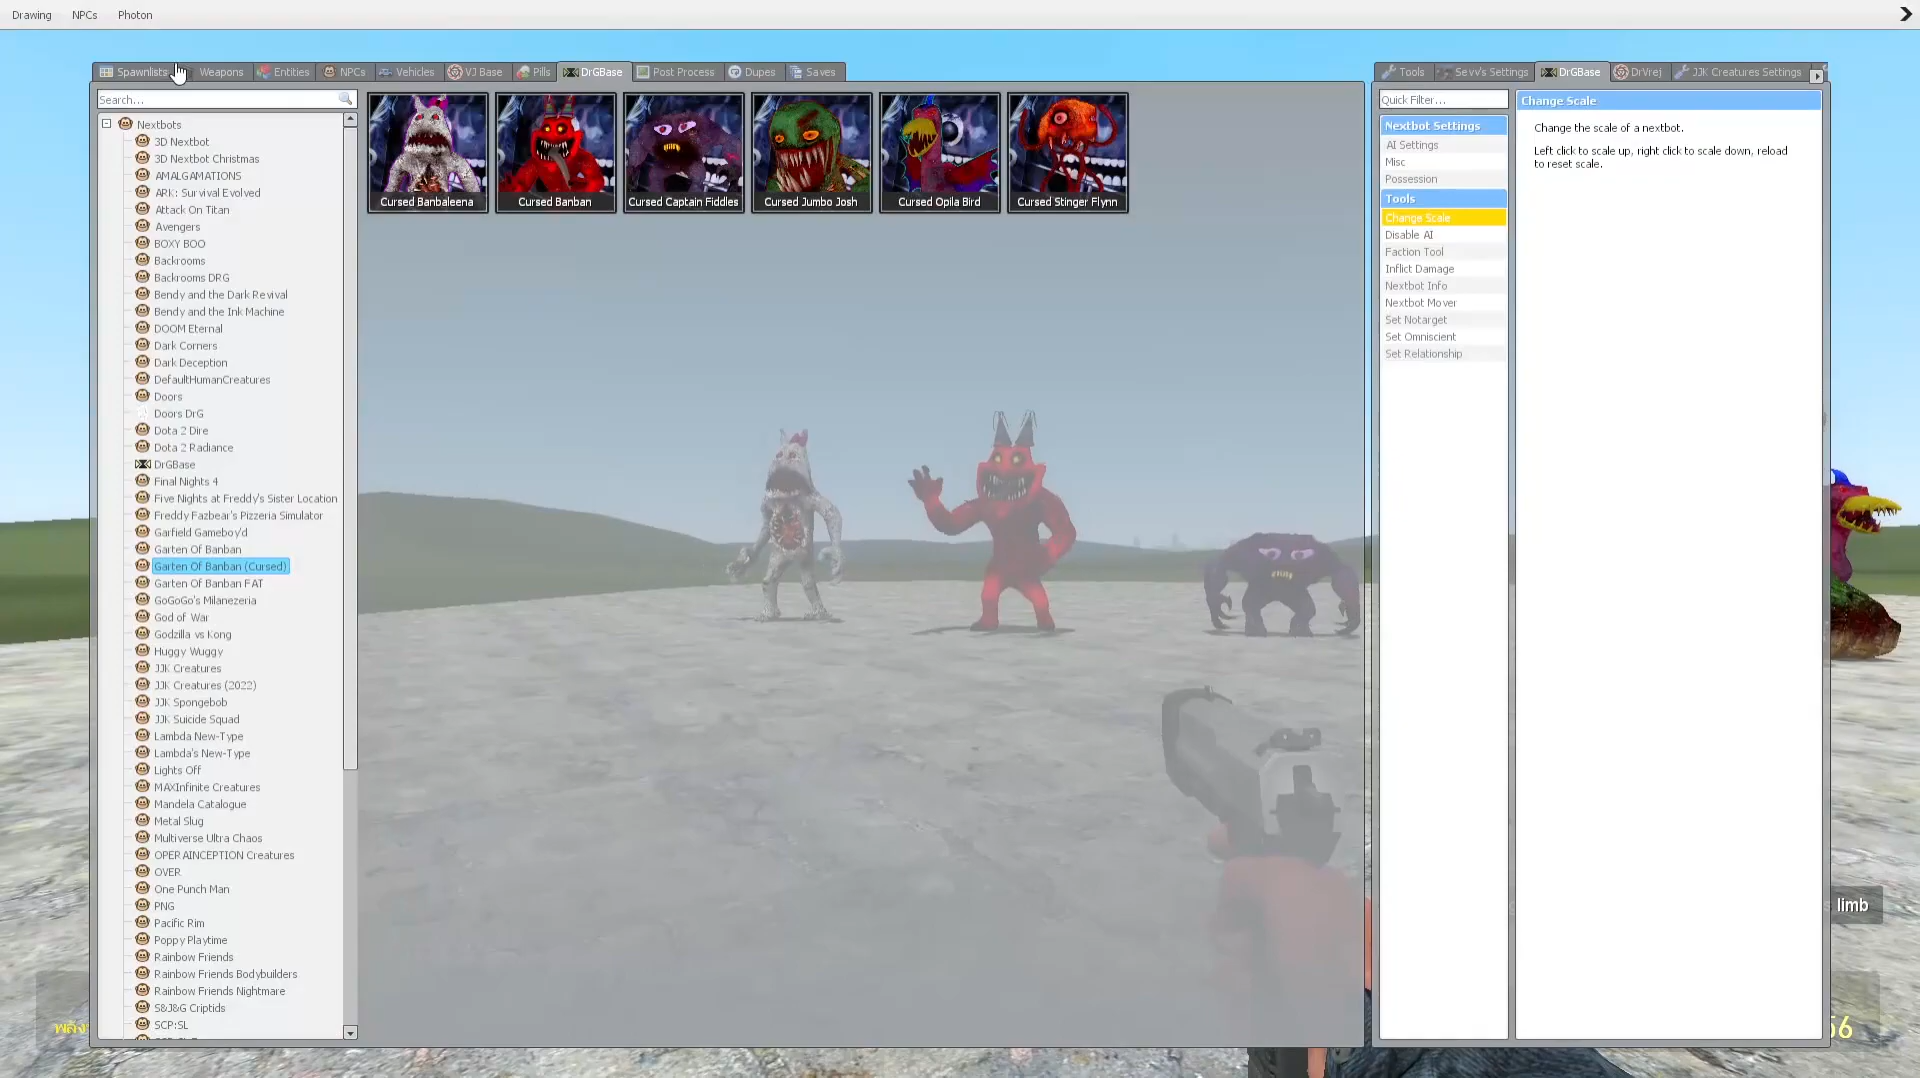 Drawing NPCs Photon
Spawnlists Weapons Entities NPCs Vehicles VJ Base Pills DrGBase Post Process Dupes Saves
Tools Sevv's Settings DrGBase DrVrej JJK Creatures Settings
Search...
Nextbots
3D Nextbot
3D Nextbot Christmas
AMALGAMATIONS
ARK: Survival Evolved
Attack On Titan
Avengers
BOXY BOO
Backrooms
Backrooms DRG
Bendy and the Dark Revival
Bendy and the Ink Machine
DOOM Eternal
Dark Corners
Dark Deception
DefaultHumanCreatures
Doors
Doors DrG
Dota 2 Dire
Dota 2 Radiance
DrGBase
Final Nights 4
Five Nights at Freddy's Sister Location
Freddy Fazbear's Pizzeria Simulator
Garfield Gameboy'd
Garten Of Banban
Garten Of Banban (Cursed)
Garten Of Banban FAT
GoGoGo's Milanezeria
God of War
Godzilla vs Kong
Huggy Wuggy
JJK Creatures
JJK Creatures (2022)
JJK Spongebob
JJK Suicide Squad
Lambda New-Type
Lambda's New-Type
Lights Off
MAXInfinite Creatures
Mandela Catalogue
Metal Slug
Multiverse Ultra Chaos
OPERAINCEPTION Creatures
OVER
One Punch Man
PNG
Pacific Rim
Poppy Playtime
Rainbow Friends
Rainbow Friends Bodybuilders
Rainbow Friends Nightmare
S&J&G Criptids
SCP:SL
Cursed Banbaleena
Cursed Banban
Cursed Captain Fiddles
Cursed Jumbo Josh
Cursed Opila Bird
Cursed Stinger Flynn
Quick Filter...
Nextbot Settings
AI Settings
Misc
Possession
Tools
Change Scale
Disable AI
Faction Tool
Inflict Damage
Nextbot Info
Nextbot Mover
Set Notarget
Set Omniscient
Set Relationship
Change Scale
Change the scale of a nextbot.
Left click to scale up, right click to scale down, reload
to reset scale.
limb
พลัง
56